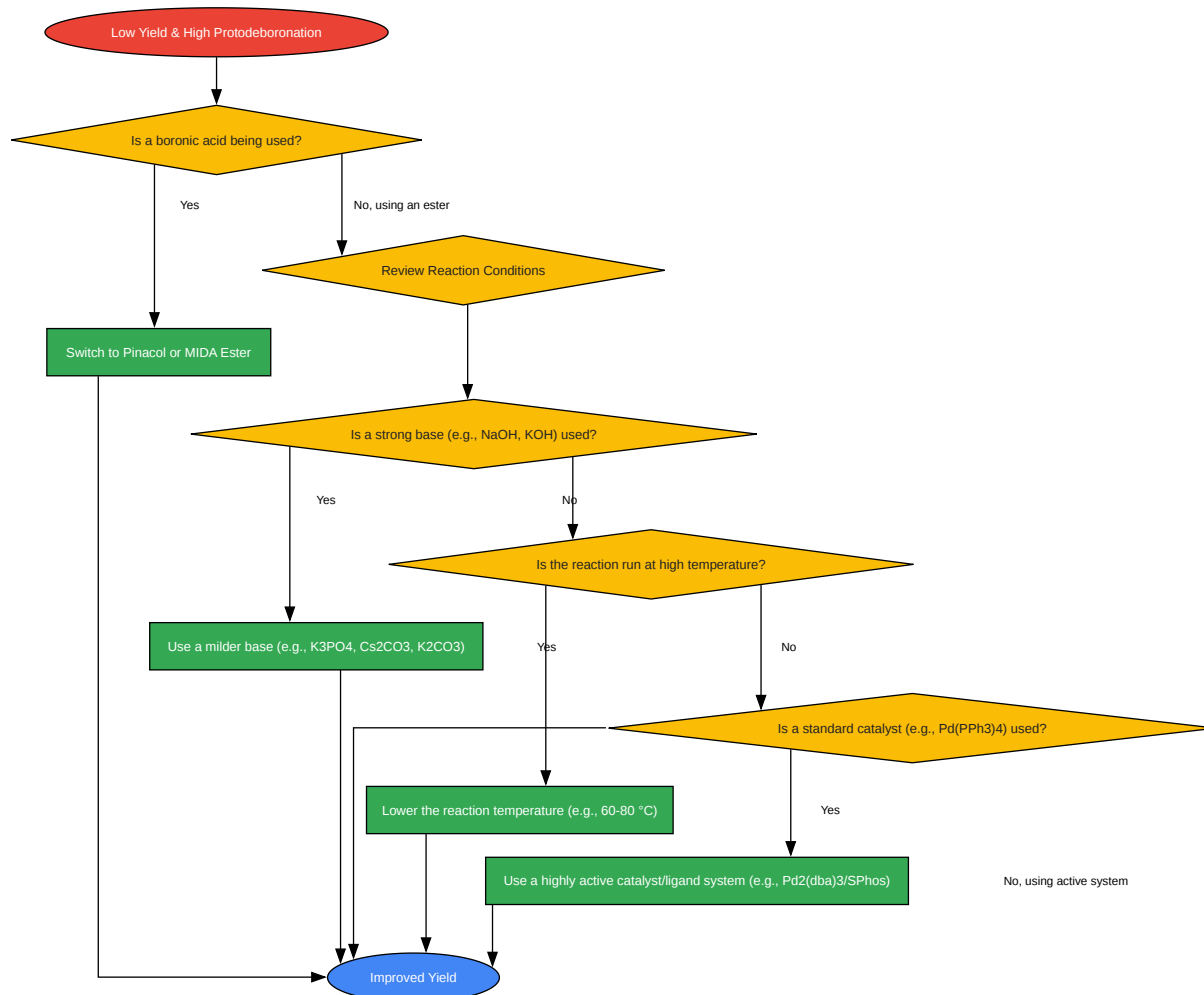 Low Yield & High Protodeboronation
Is a boronic acid being used?
Yes
No, using an ester
Review Reaction Conditions
Switch to Pinacol or MIDA Ester
Is a strong base (e.g., NaOH, KOH) used?
Yes
No
Is the reaction run at high temperature?
Use a milder base (e.g., K3PO4, Cs2CO3, K2CO3)
Yes
No
Is a standard catalyst (e.g., Pd(PPh3)4) used?
Lower the reaction temperature (e.g., 60-80 °C)
Yes
Use a highly active catalyst/ligand system (e.g., Pd2(dba)3/SPhos)
No, using active system
Improved Yield